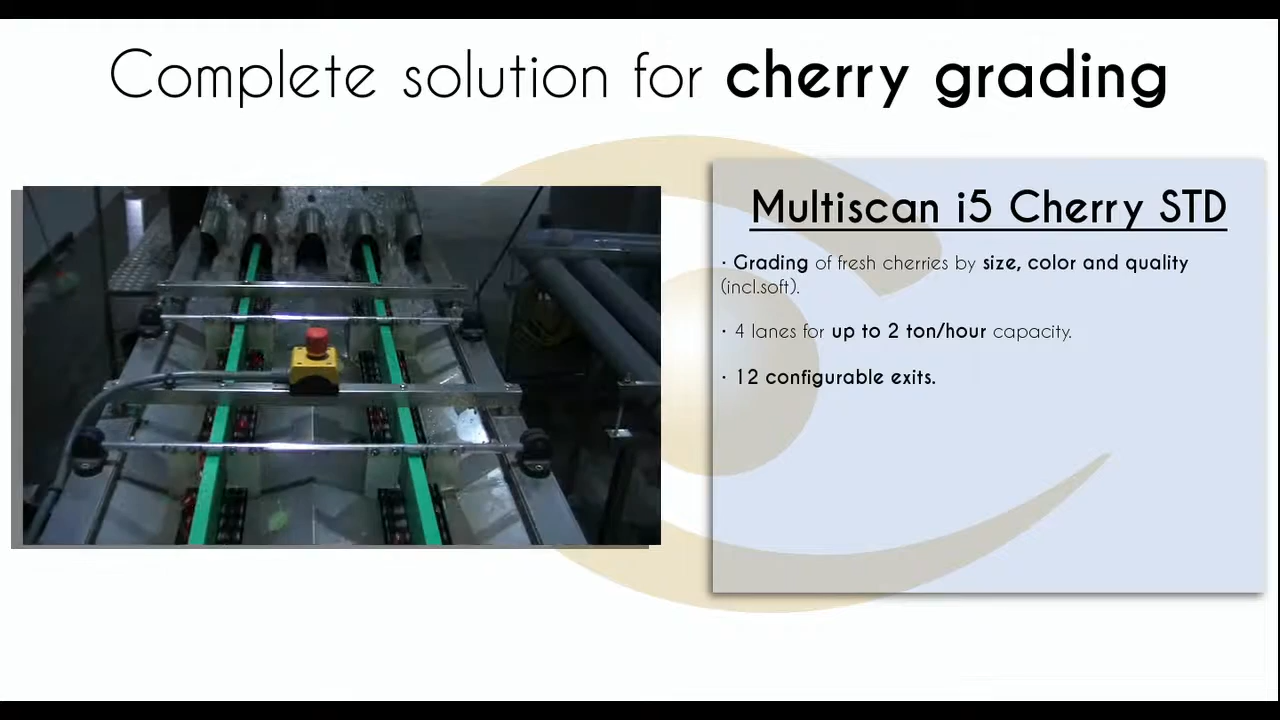 Complete solution for cherry grading
Multiscan i5 Cherry STD
· Grading of fresh cherries by size, color and quality
(incl.soft).
· 4 lanes for up to 2 ton/hour capacity.
· 12 configurable exits.